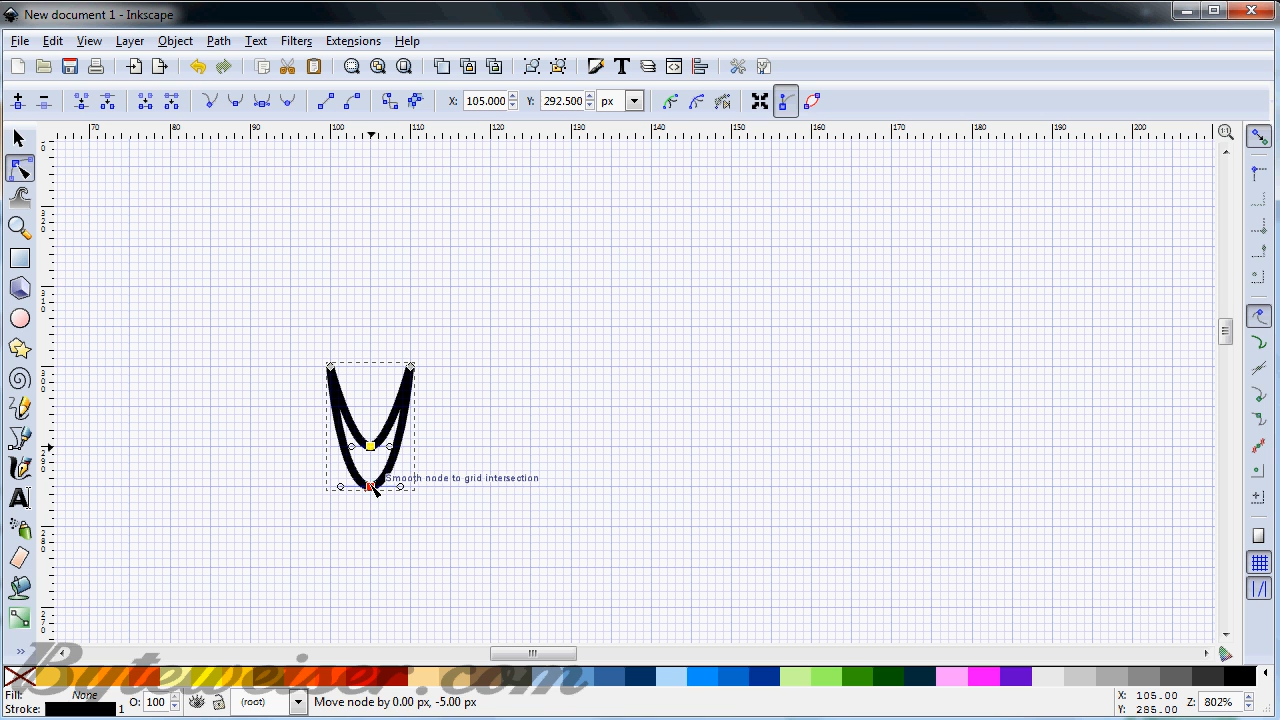 New document 1 - Inkscape
File Edit View Layer Object Path Text Filters Extensions Help
X: 105.000 Y: 292.500 px
70 80 90 100 110 120 130 140 150 160 170 180 190 200
Smooth node to grid intersection
Byteweiser.com
Fill: None
Stroke: 1 O: 100 (root) Move node by 0.00 px, -5.00 px
X: 105.00
Y: 285.00
Z: 802%